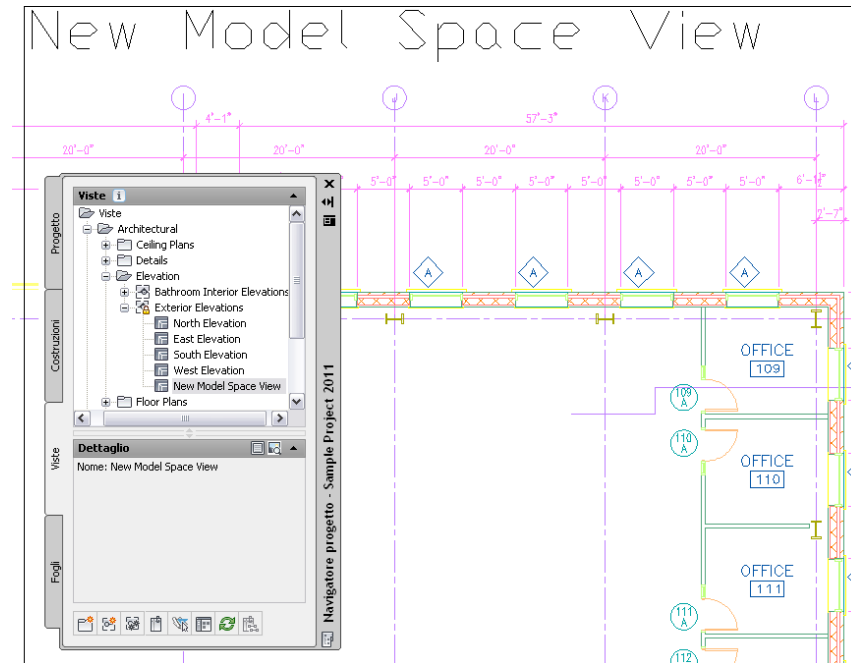 New Model Space View
J
K
L
4'-1"
57'-3"
20'-0"
20'-0"
20'-0"
20'-0"
5'-0"
5'-0"
5'-0"
5'-0"
5'-0"
5'-0"
5'-0"
5'-0"
2'-7"
A
A
A
A
Progetto
Costruzioni
Viste
Fogli
Viste
Viste
Architectural
Ceiling Plans
Details
Elevation
Bathroom Interior Elevations
Exterior Elevations
North Elevation
East Elevation
South Elevation
West Elevation
New Model Space View
Floor Plans
Dettaglio
Nome: New Model Space View
Navigatore progetto - Sample Project 2011
OFFICE
109
109
A
110
A
OFFICE
110
OFFICE
111
111
A
112